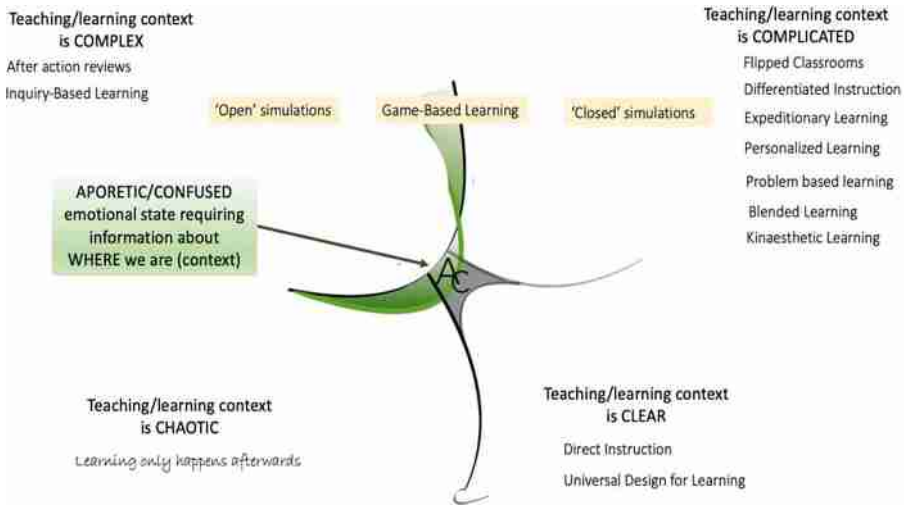 Teaching/learning context
is COMPLEX
After action reviews
Inquiry-Based Learning
'Open' simulations
Game-Based Learning
'Closed' simulations
Teaching/learning context
is COMPLICATED
Flipped Classrooms
Differentiated Instruction
Expeditionary Learning
Personalized Learning
Problem based learning
Blended Learning
Kinaesthetic Learning
APORETIC/CONFUSED
emotional state requiring
information about
WHERE we are (context)
AC
Teaching/learning context
is CHAOTIC
Learning only happens afterwards
Teaching/learning context
is CLEAR
Direct Instruction
Universal Design for Learning